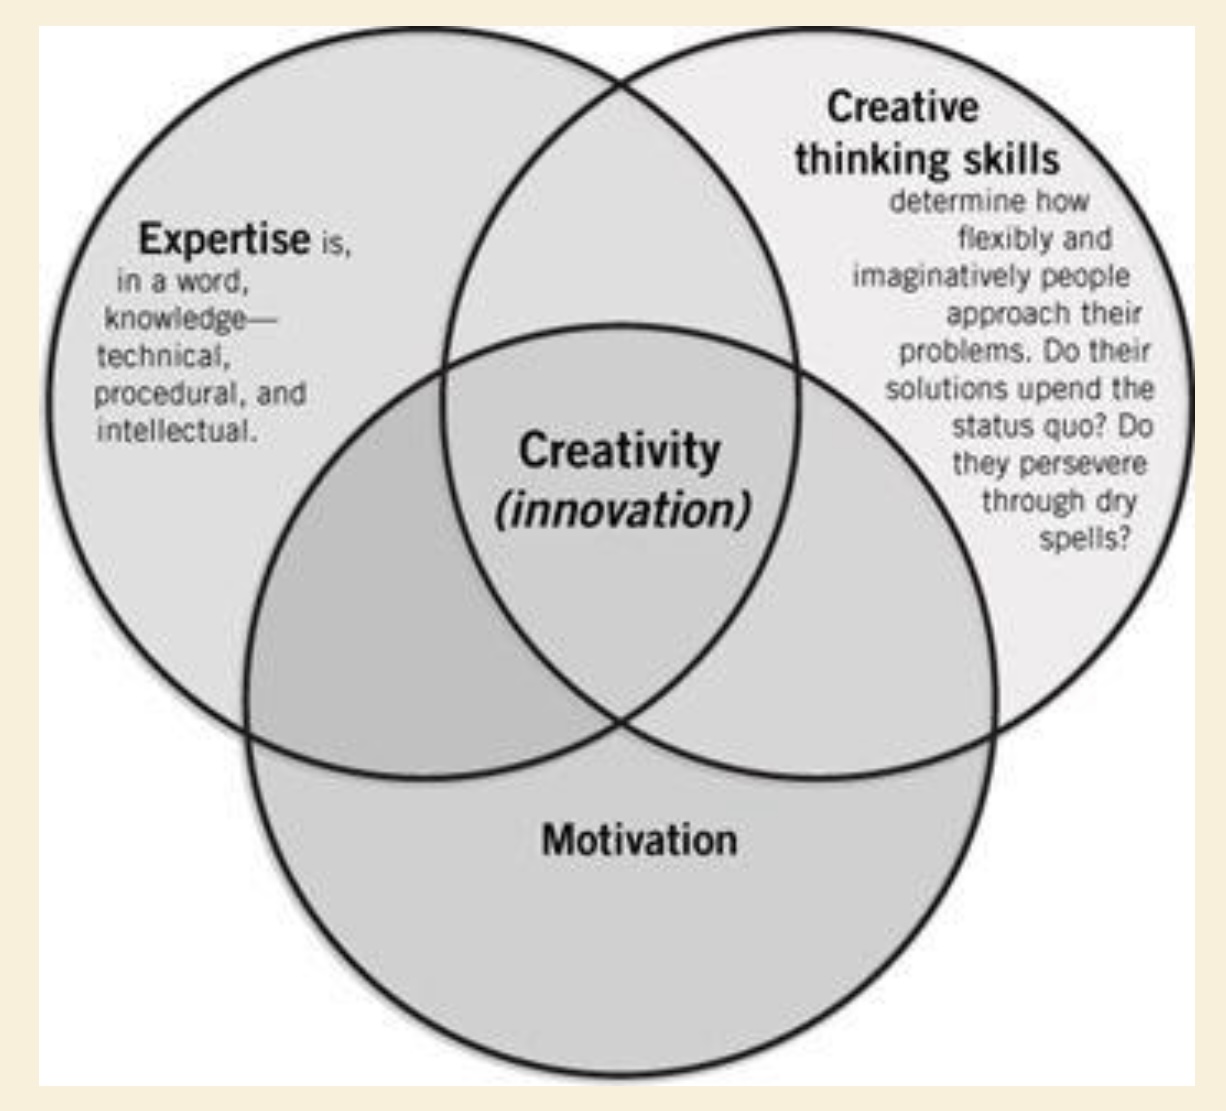 Expertise is,
in a word,
knowledge—
technical,
procedural, and
intellectual.
Creative
thinking skills
determine how
flexibly and
imaginatively people
approach their
problems. Do their
solutions upend the
status quo? Do
they persevere
through dry
spells?
Creativity
(innovation)
Motivation